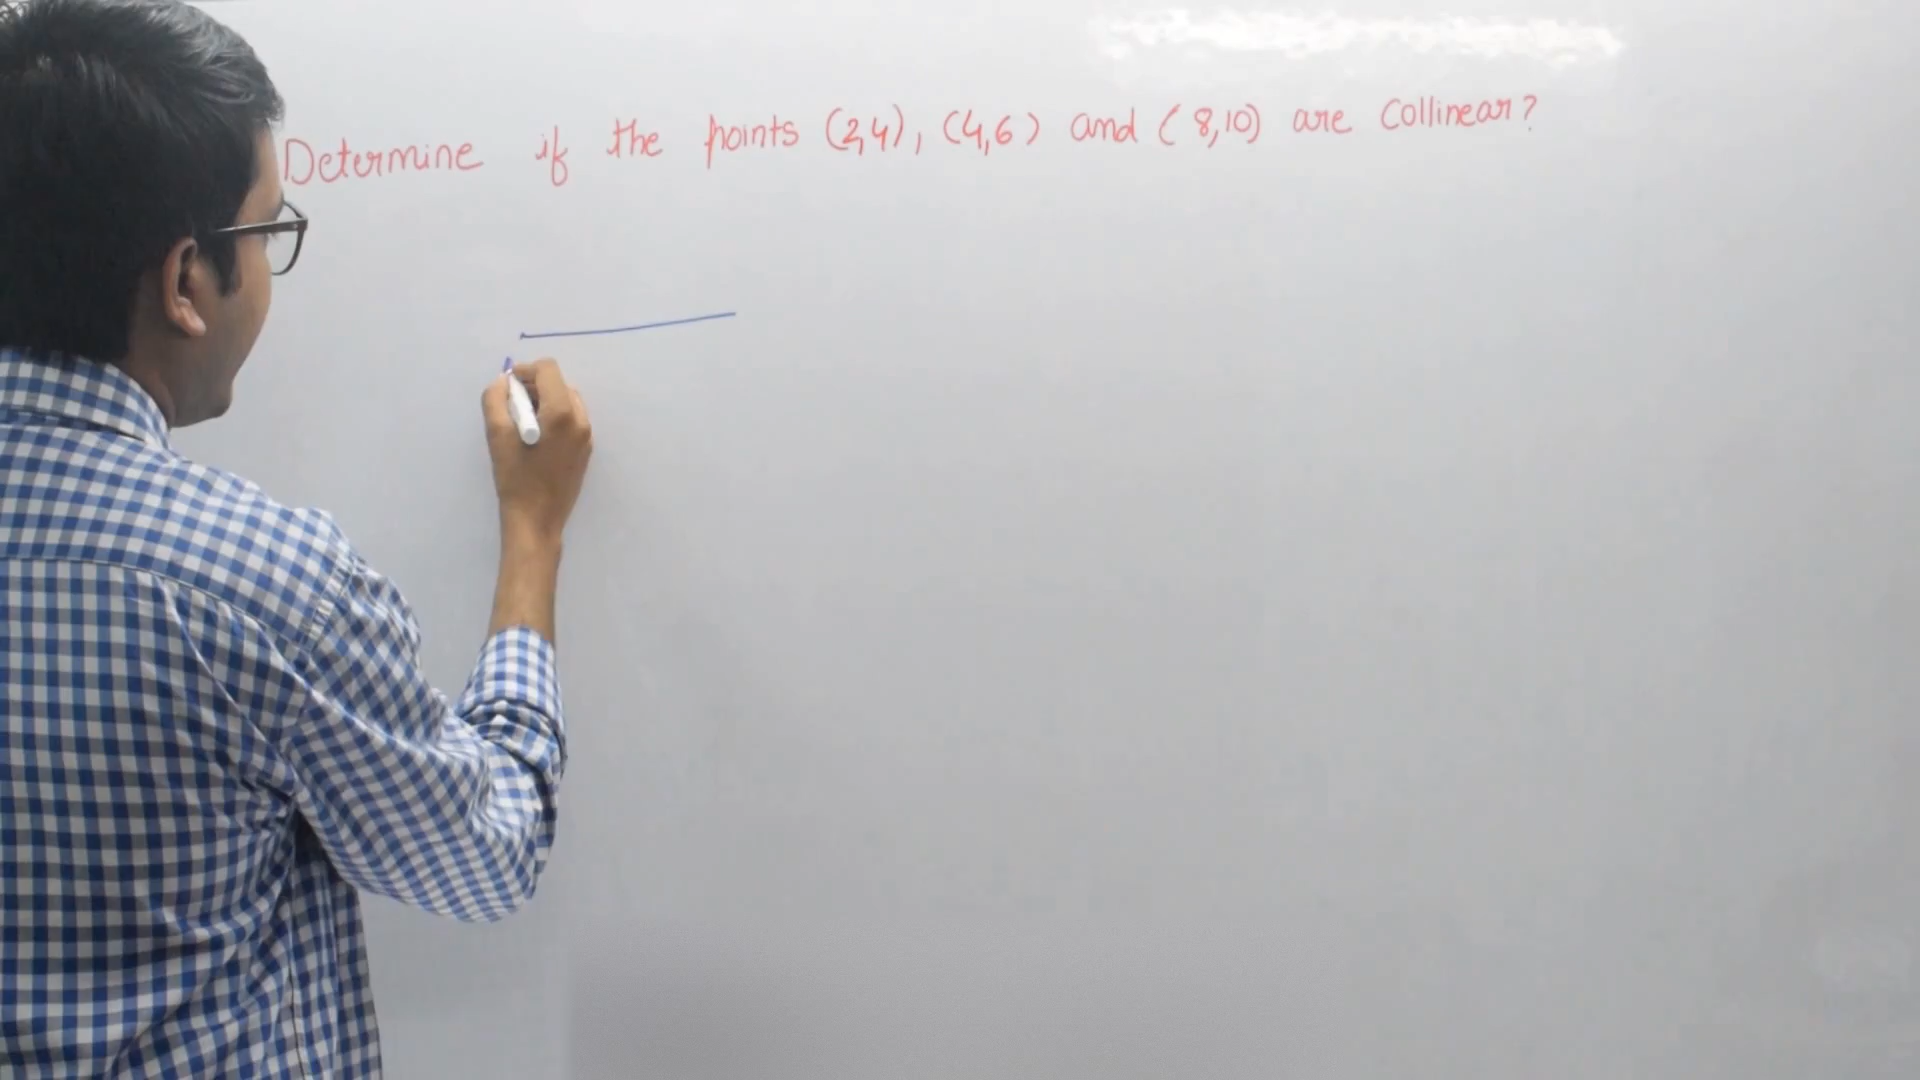 Determine if the points (2,4), (4,6) and (8,10) are Collinear?